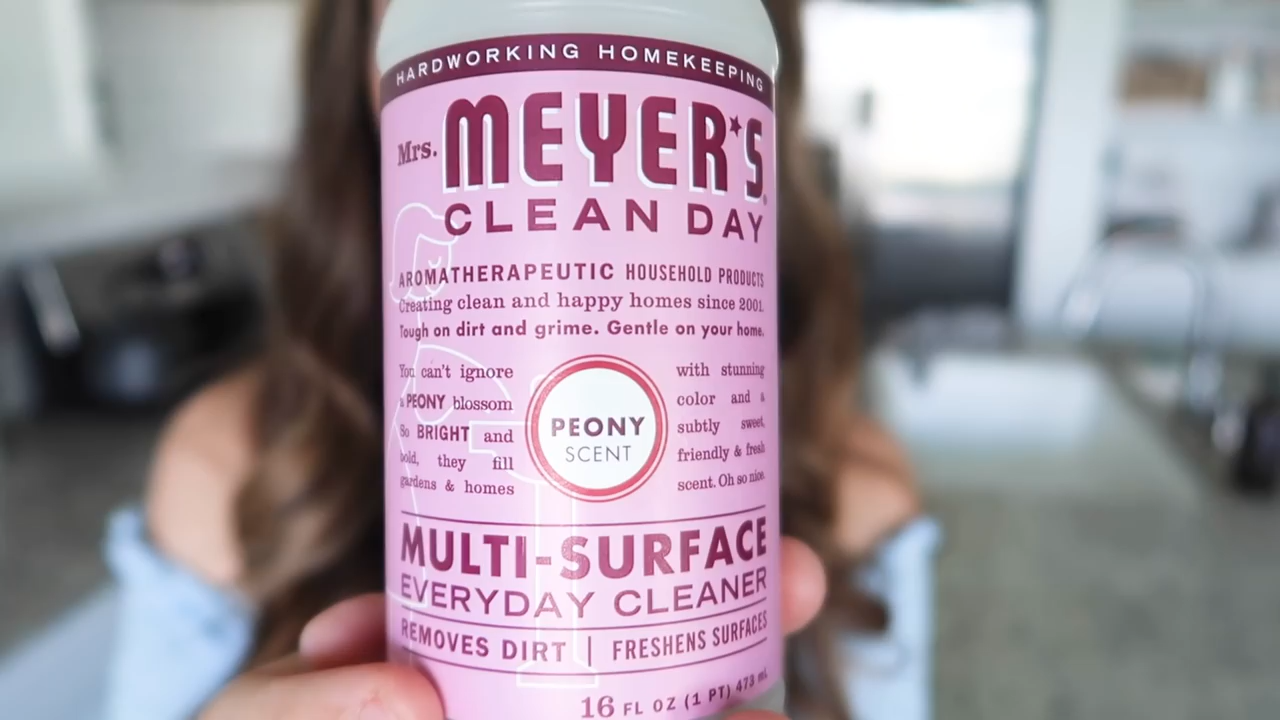 HARDWORKING HOMEKEEPING
Mrs. MEYER'S
CLEAN DAY
AROMATHERAPEUTIC HOUSEHOLD PRODUCTS
Creating clean and happy homes since 2001.
Tough on dirt and grime. Gentle on your home.
You can't ignore
a PEONY blossom
So BRIGHT and
bold, they fill
gardens & homes
PEONY
SCENT
with stunning
color and a
subtly sweet,
friendly & fresh
scent. Oh so nice.
MULTI-SURFACE
EVERYDAY CLEANER
REMOVES DIRT | FRESHENS SURFACES
16 FL OZ (1 PT) 473 mL